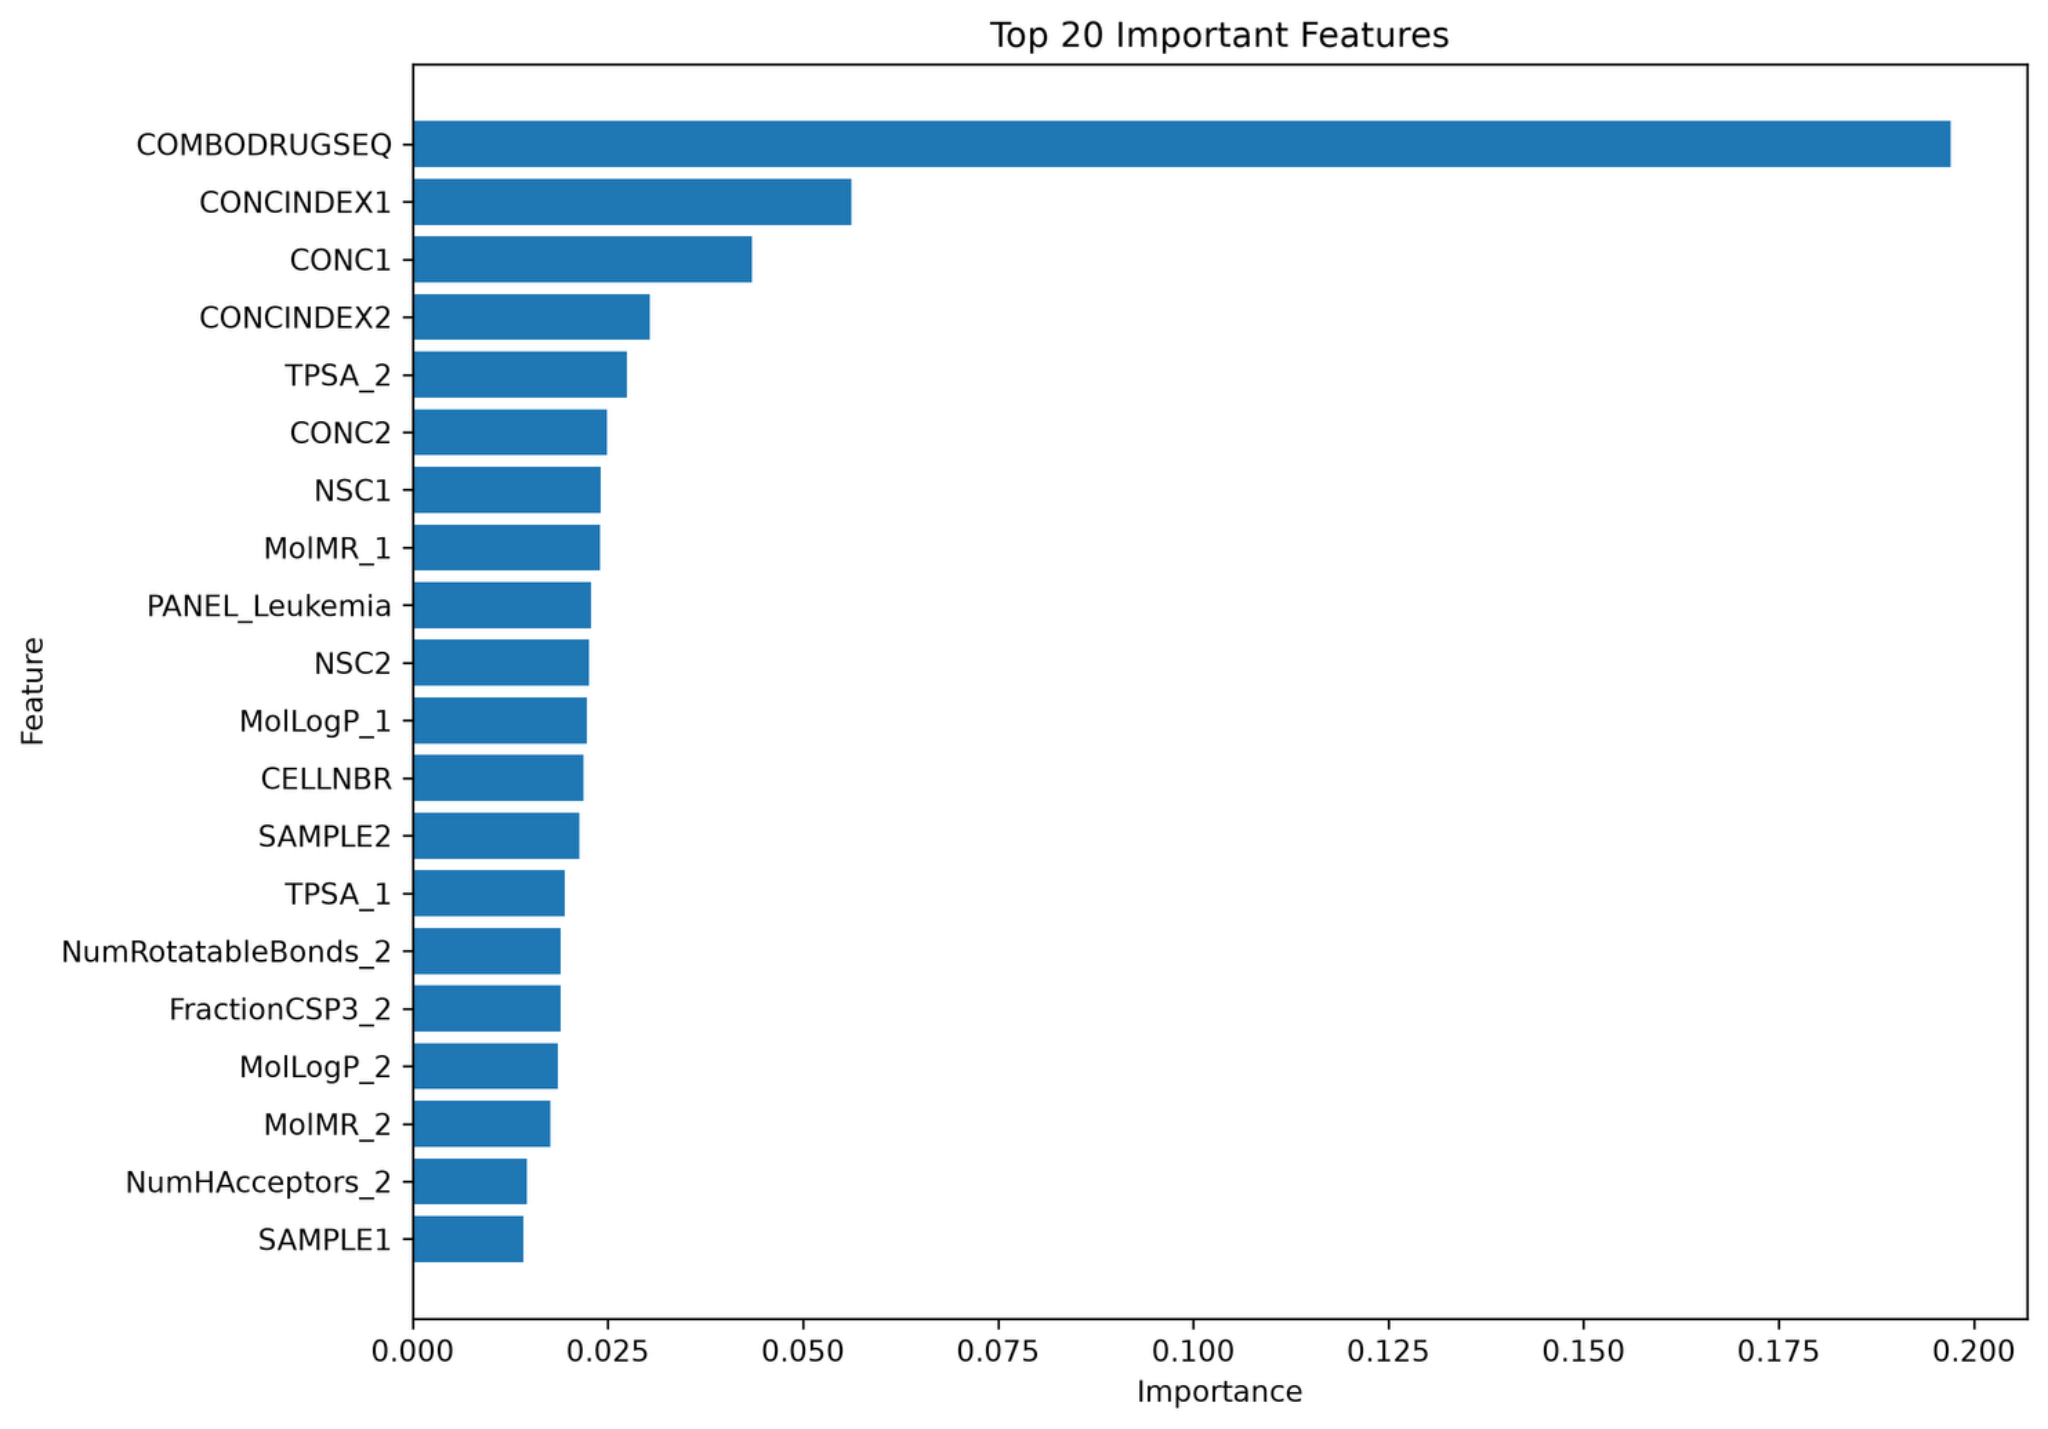 Top 20 Important Features
COMBODRUGSEQ
CONCINDEX1
CONC1
CONCINDEX2
TPSA_2
CONC2
NSC1
MolMR_1
PANEL_Leukemia
NSC2
MolLogP_1
CELLNBR
SAMPLE2
TPSA_1
NumRotatableBonds_2
FractionCSP3_2
MolLogP_2
MolMR_2
NumHAcceptors_2
SAMPLE1
Feature
0.000 0.025 0.050 0.075 0.100 0.125 0.150 0.175 0.200
Importance